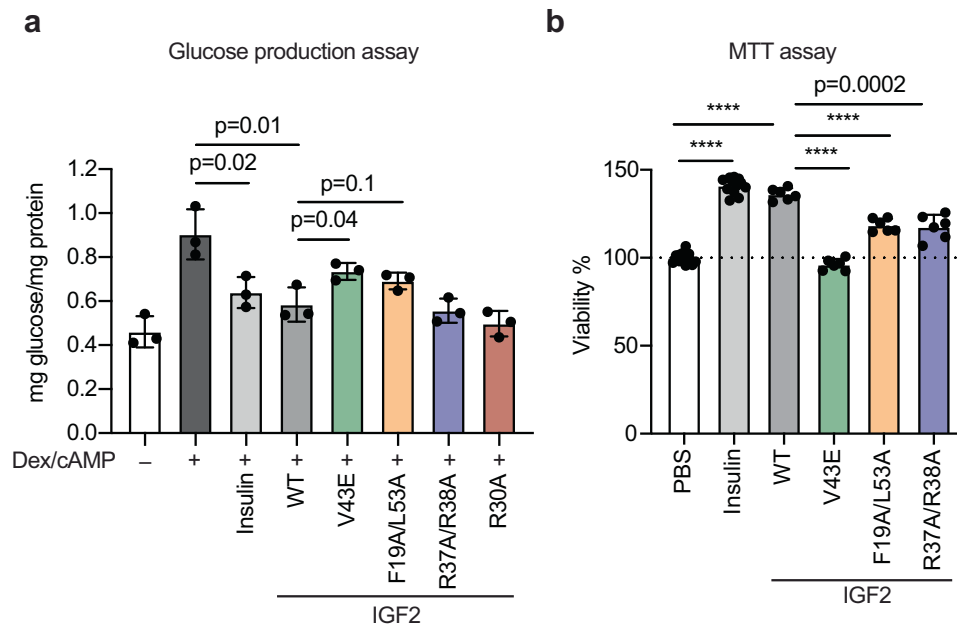 a
Glucose production assay
p=0.01
p=0.02
p=0.1
p=0.04
1.2
1.0
0.8
0.6
0.4
0.2
0.0
mg glucose/mg protein
Dex/cAMP – + + + + + + +
Insulin
WT
V43E
F19A/L53A
R37A/R38A
R30A
IGF2
b
MTT assay
p=0.0002
****
****
****
****
150
100
50
0
Viability %
PBS
Insulin
WT
V43E
F19A/L53A
R37A/R38A
IGF2